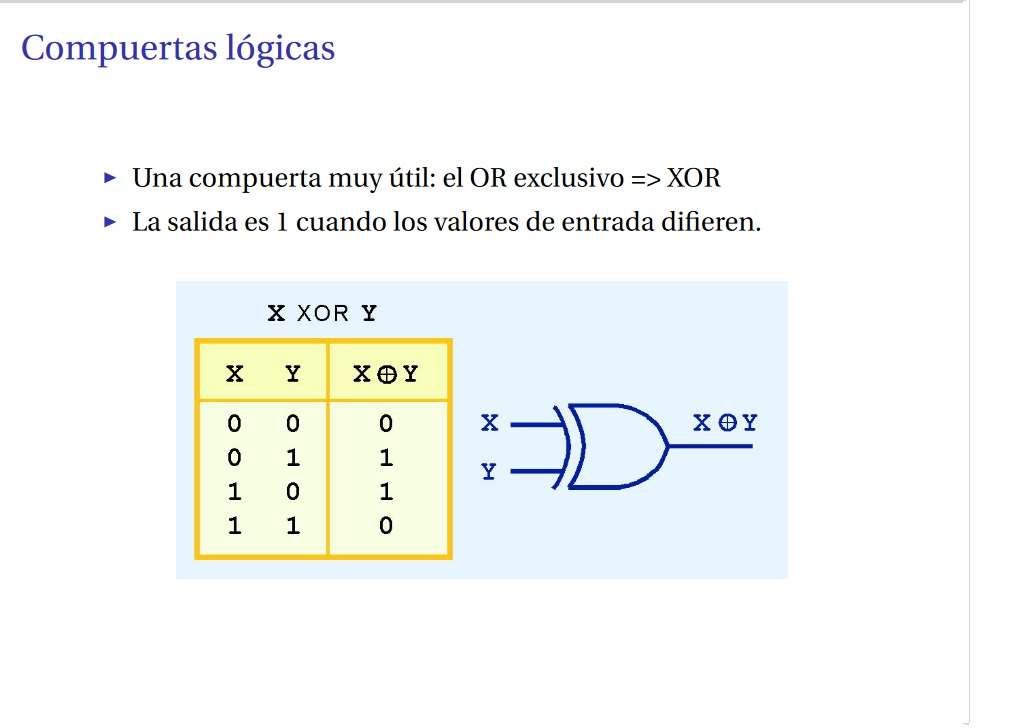 Compuertas lógicas
► Una compuerta muy útil: el OR exclusivo => XOR
► La salida es 1 cuando los valores de entrada difieren.
X XOR Y
X Y X⊕Y
0 0 0
0 1 1
1 0 1
1 1 0
X
Y
X⊕Y